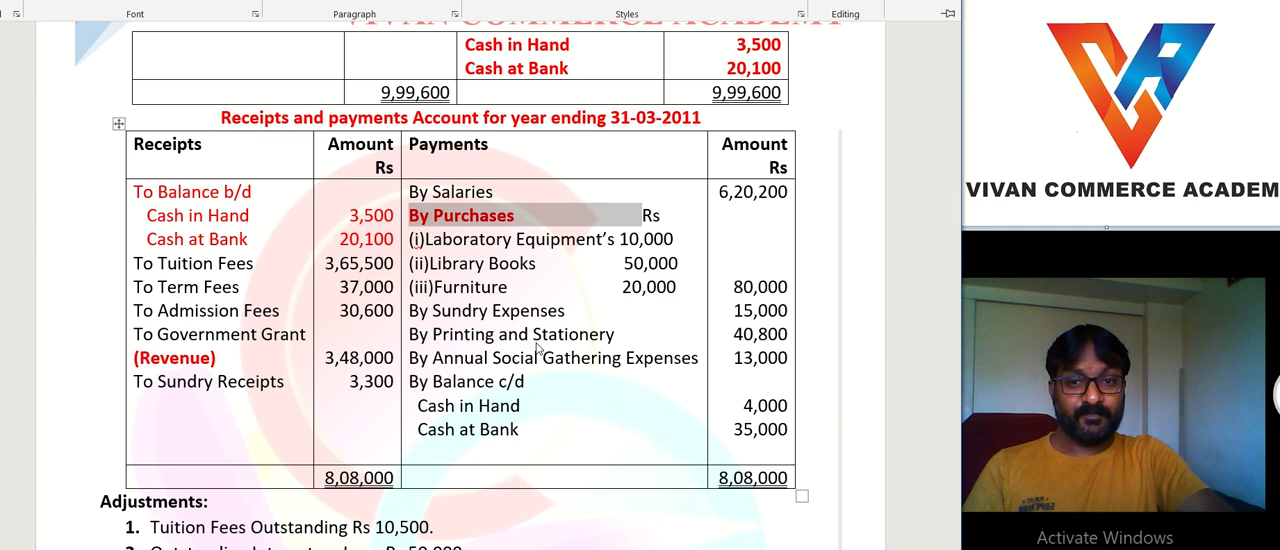 Font Paragraph Styles Editing
VIVAN COMMERCE ACADEMY
Cash in Hand 3,500
Cash at Bank 20,100
9,99,600 9,99,600
Receipts and payments Account for year ending 31-03-2011
Receipts Amount Rs Payments Amount Rs
To Balance b/d By Salaries 6,20,200
Cash in Hand 3,500 By Purchases Rs
Cash at Bank 20,100 (i)Laboratory Equipment’s 10,000
To Tuition Fees 3,65,500 (ii)Library Books 50,000
To Term Fees 37,000 (iii)Furniture 20,000 80,000
To Admission Fees 30,600 By Sundry Expenses 15,000
To Government Grant By Printing and Stationery 40,800
(Revenue) 3,48,000 By Annual Social Gathering Expenses 13,000
To Sundry Receipts 3,300 By Balance c/d
Cash in Hand 4,000
Cash at Bank 35,000
8,08,000 8,08,000
Adjustments:
1. Tuition Fees Outstanding Rs 10,500.
VIVAN COMMERCE ACADEM
Activate Windows